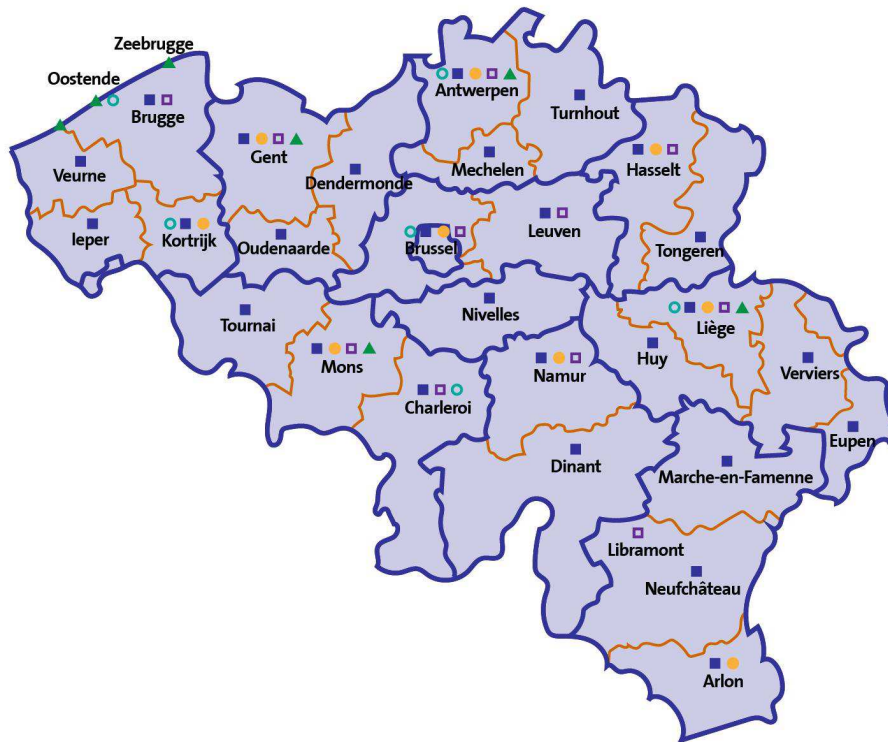 Zeebrugge
Oostende
Brugge
Antwerpen
Turnhout
Gent
Mechelen
Hasselt
Veurne
Dendermonde
Ieper
Kortrijk
Oudenaarde
Brussel
Leuven
Tongeren
Tournai
Nivelles
Liège
Mons
Huy
Verviers
Namur
Charleroi
Eupen
Dinant
Marche-en-Famenne
Libramont
Neufchâteau
Arlon